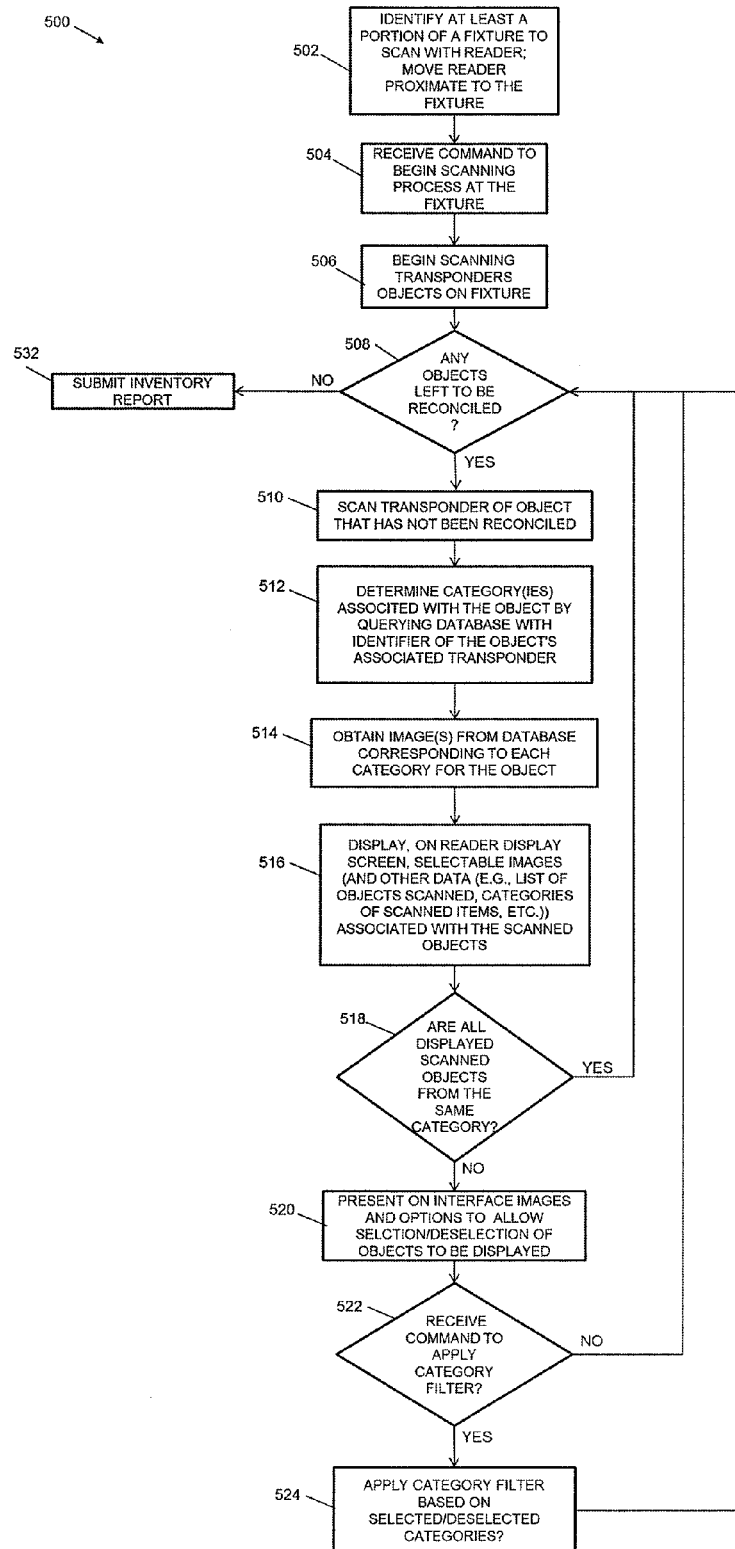 500
502
IDENTIFY AT LEAST A
PORTION OF A FIXTURE TO
SCAN WITH READER;
MOVE READER
PROXIMATE TO THE
FIXTURE
504
RECEIVE COMMAND TO
BEGIN SCANNING
PROCESS AT THE
FIXTURE
506
BEGIN SCANNING
TRANSPONDERS
OBJECTS ON FIXTURE
508
ANY
OBJECTS
LEFT TO BE
RECONCILED
?
NO
532
SUBMIT INVENTORY
REPORT
YES
510
SCAN TRANSPONDER OF OBJECT
THAT HAS NOT BEEN RECONCILED
512
DETERMINE CATEGORY(IES)
ASSOCITED WITH THE OBJECT BY
QUERYING DATABASE WITH
IDENTIFIER OF THE OBJECT'S
ASSOCIATED TRANSPONDER
514
OBTAIN IMAGE(S) FROM DATABASE
CORRESPONDING TO EACH
CATEGORY FOR THE OBJECT
516
DISPLAY, ON READER DISPLAY
SCREEN, SELECTABLE IMAGES
(AND OTHER DATA (E.G., LIST OF
OBJECTS SCANNED, CATEGORIES
OF SCANNED ITEMS, ETC.))
ASSOCIATED WITH THE SCANNED
OBJECTS
518
ARE ALL
DISPLAYED
SCANNED
OBJECTS
FROM THE
SAME
CATEGORY?
YES
NO
520
PRESENT ON INTERFACE IMAGES
AND OPTIONS TO ALLOW
SELCTION/DESELECTION OF
OBJECTS TO BE DISPLAYED
522
RECEIVE
COMMAND TO
APPLY
CATEGORY
FILTER?
NO
YES
524
APPLY CATEGORY FILTER
BASED ON
SELECTED/DESELECTED
CATEGORIES?